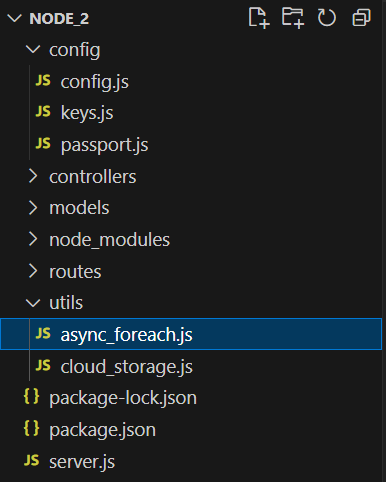 NODE_2
config
JS config.js
JS keys.js
JS passport.js
controllers
models
node_modules
routes
utils
JS async_foreach.js
JS cloud_storage.js
{} package-lock.json
{} package.json
JS server.js